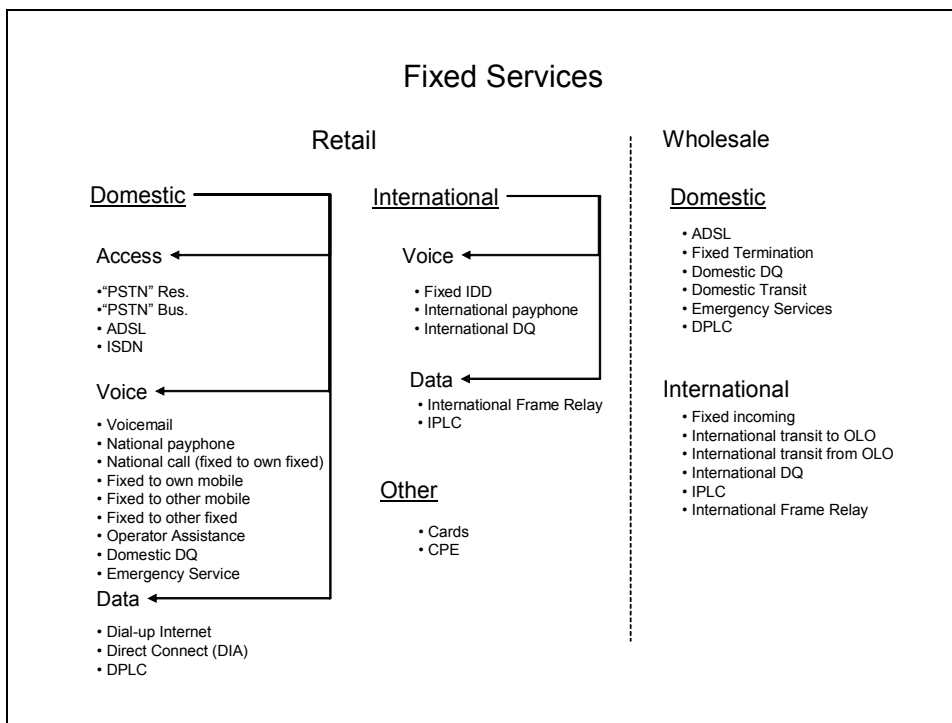 Fixed Services
Retail
Domestic
Access
•“PSTN” Res.
•“PSTN” Bus.
• ADSL
• ISDN
Voice
• Voicemail
• National payphone
• National call (fixed to own fixed)
• Fixed to own mobile
• Fixed to other mobile
• Fixed to other fixed
• Operator Assistance
• Domestic DQ
• Emergency Service
Data
• Dial-up Internet
• Direct Connect (DIA)
• DPLC
International
Voice
• Fixed IDD
• International payphone
• International DQ
Data
• International Frame Relay
• IPLC
Other
• Cards
• CPE
Wholesale
Domestic
• ADSL
• Fixed Termination
• Domestic DQ
• Domestic Transit
• Emergency Services
• DPLC
International
• Fixed incoming
• International transit to OLO
• International transit from OLO
• International DQ
• IPLC
• International Frame Relay